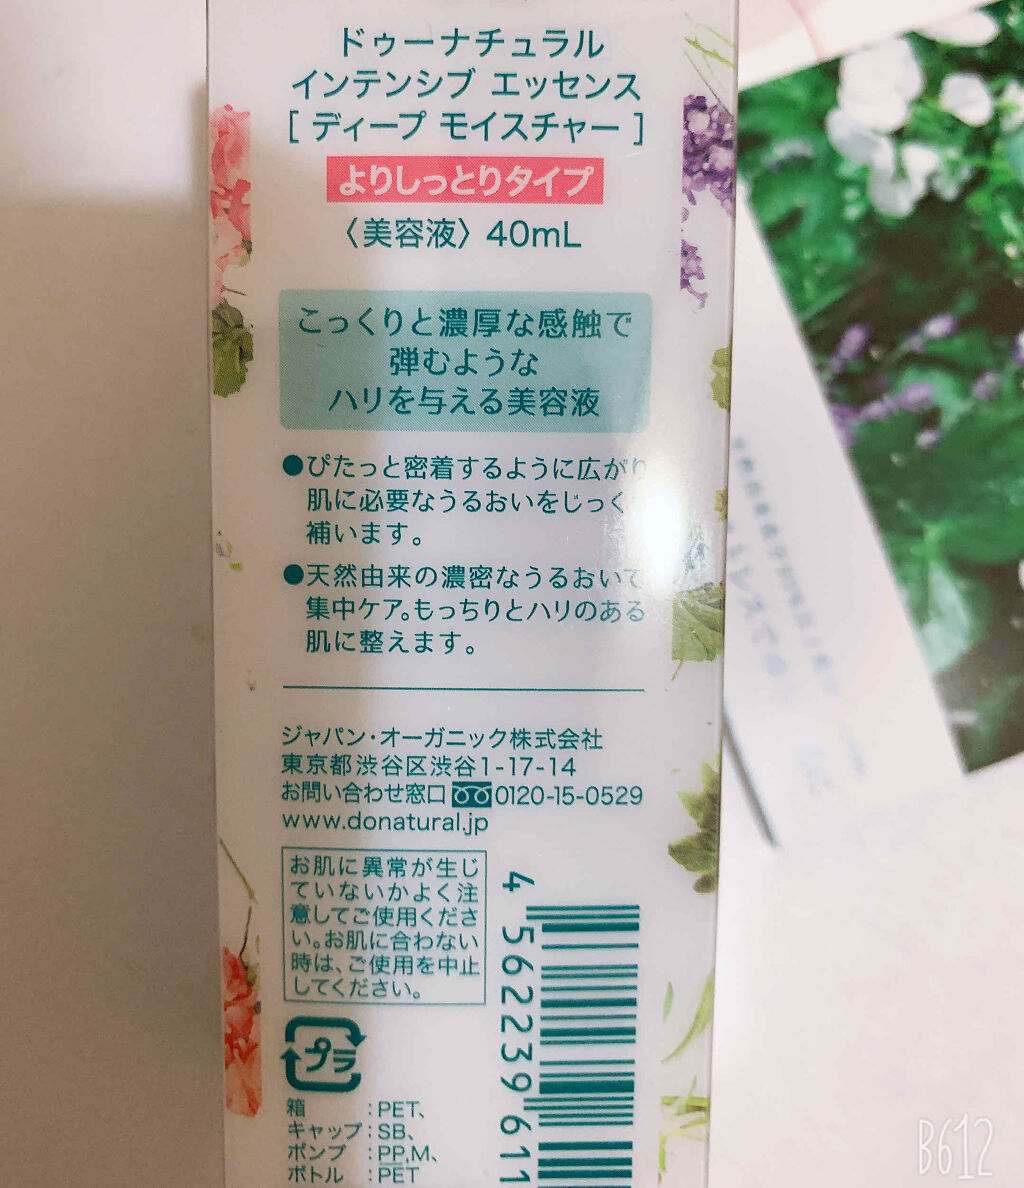 ドゥーナチュラル
インテンシブ エッセンス
[ ディープ モイスチャー ]
よりしっとりタイプ
〈美容液〉 40mL
こっくりと濃厚な感触で
弾むような
ハリを与える美容液
●ぴたっと密着するように広がり
肌に必要なうるおいをじっく
補います。
●天然由来の濃密なうるおいで
集中ケア。もっちりとハリのある
肌に整えます。
ジャパン・オーガニック株式会社
東京都渋谷区渋谷1-17-14
お問い合わせ窓口 0120-15-0529
www.donatural.jp
お肌に異常が生じ
ていないかよく注
意してご使用くださ
い。お肌に合わない
時は、ご使用を中止
してください。
プラ
箱 :PET、
キャップ:SB、
ポンプ :PP,M、
ボトル :PET
4 562239 611
B612